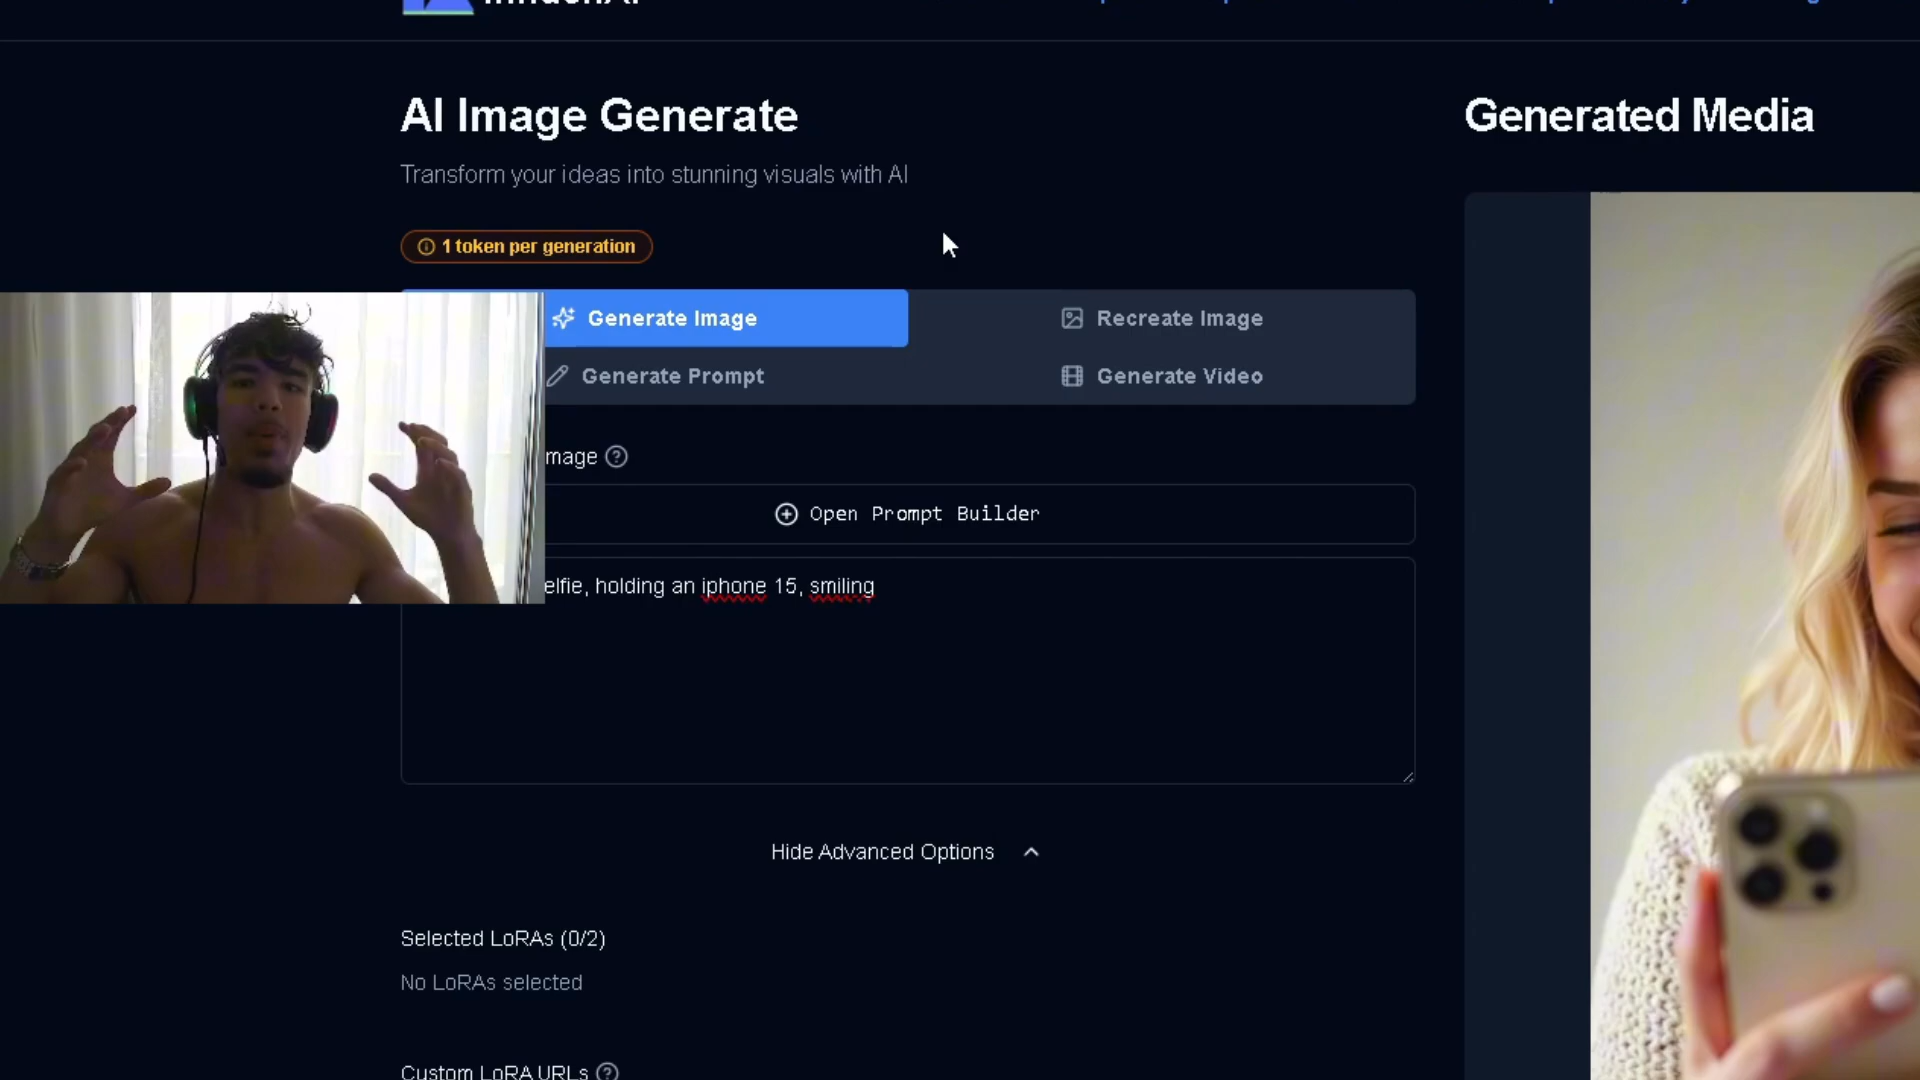 AI Image Generate
Generated Media
Transform your ideas into stunning visuals with AI
1 token per generation
Generate Image
Recreate Image
Generate Prompt
Generate Video
mage
Open Prompt Builder
elfie, holding an iphone 15, smiling
Hide Advanced Options
Selected LoRAs (0/2)
No LoRAs selected
Custom LoRA URLs